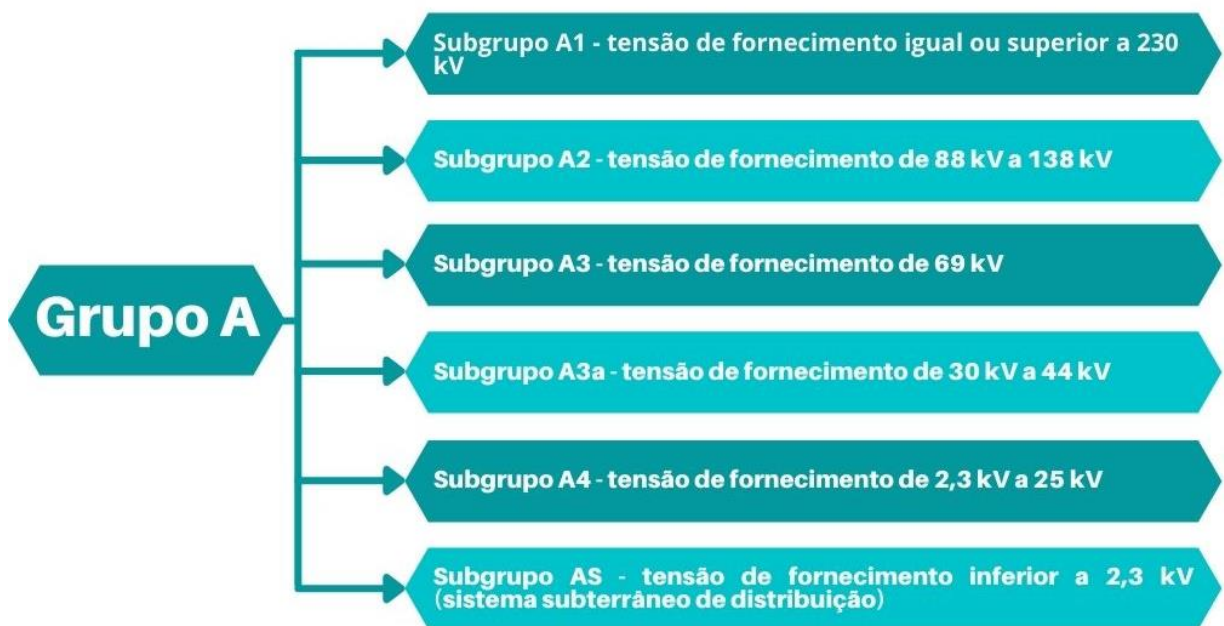 Subgrupo A1 - tensão de fornecimento igual ou superior a 230
kV
Subgrupo A2 - tensão de fornecimento de 88 kV a 138 kV
Subgrupo A3 - tensão de fornecimento de 69 kV
Grupo A
Subgrupo A3a - tensão de fornecimento de 30 kV a 44 kV
Subgrupo A4 - tensão de fornecimento de 2,3 kV a 25 kV
Subgrupo AS - tensão de fornecimento inferior a 2,3 kV
(sistema subterrâneo de distribuição)